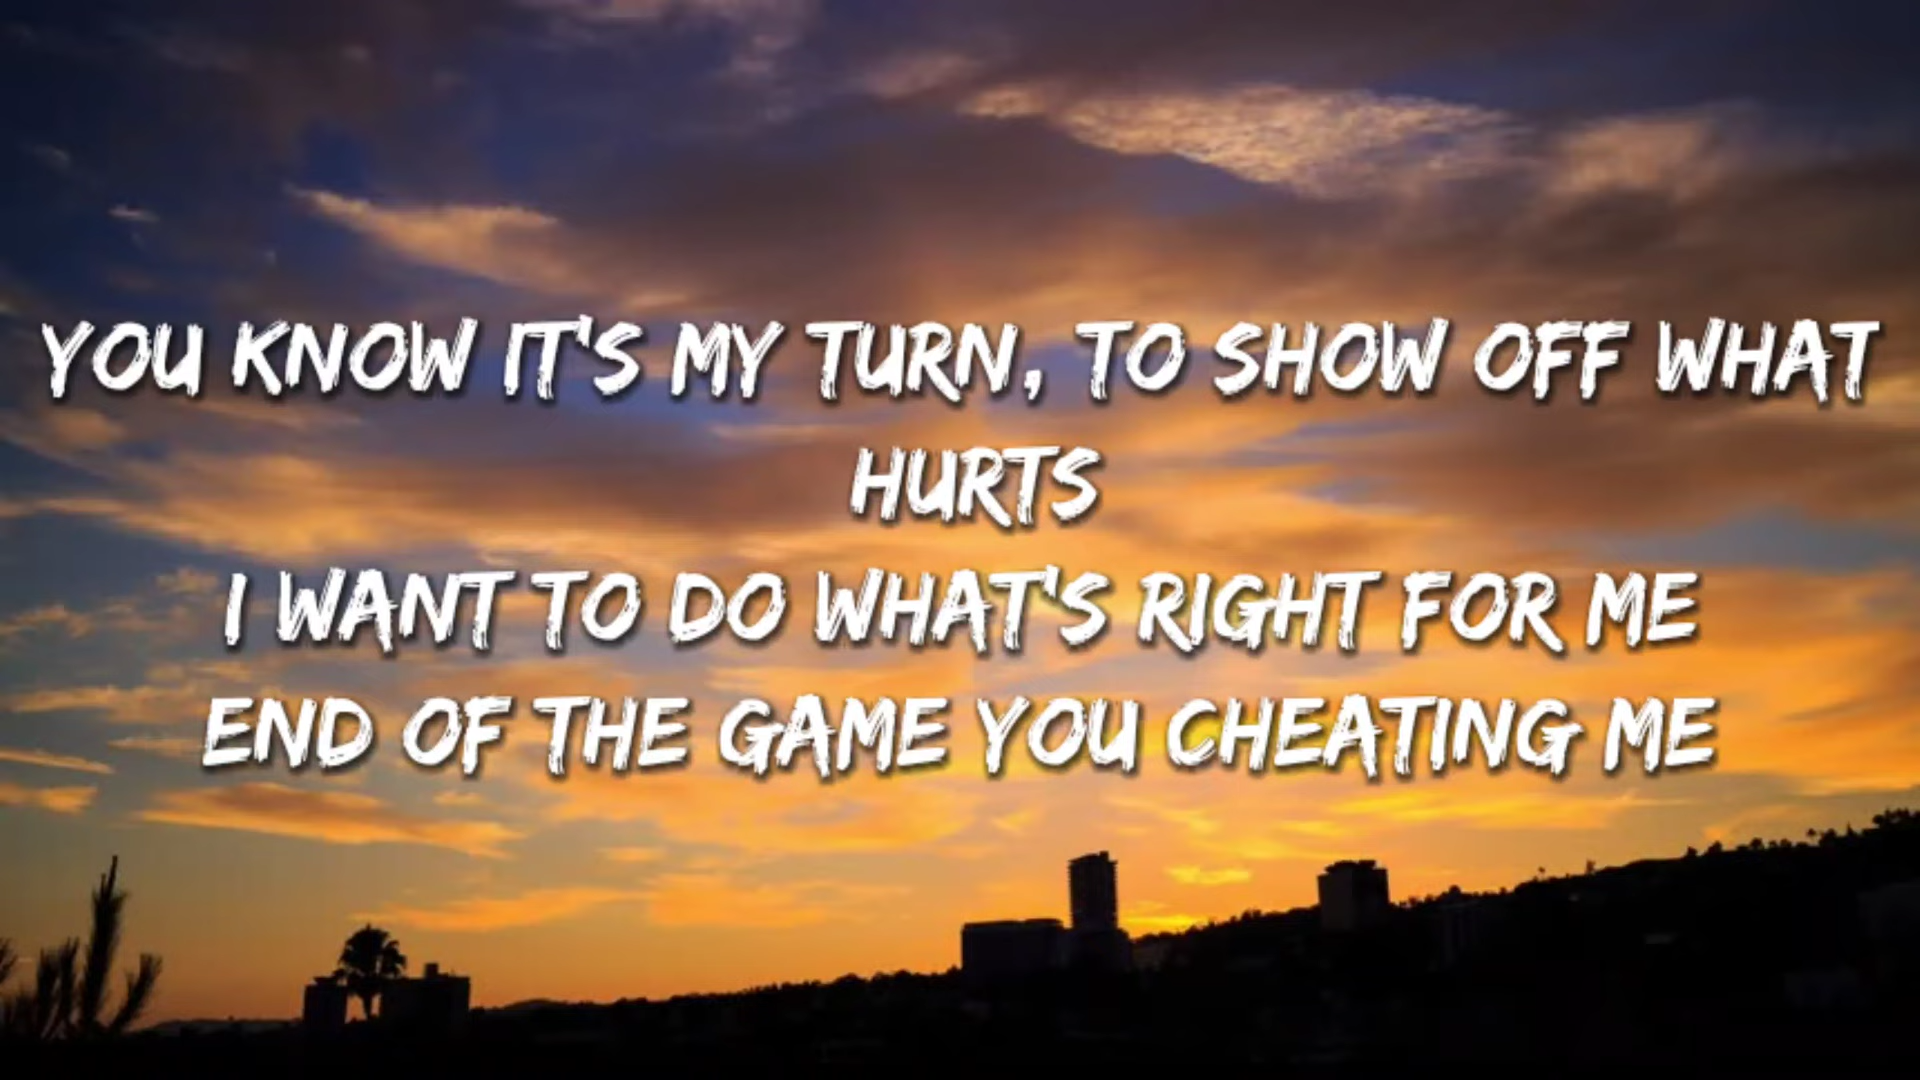 YOU KNOW IT'S MY TURN, TO SHOW OFF WHAT
HURTS
I WANT TO DO WHAT'S RIGHT FOR ME
END OF THE GAME YOU CHEATING ME